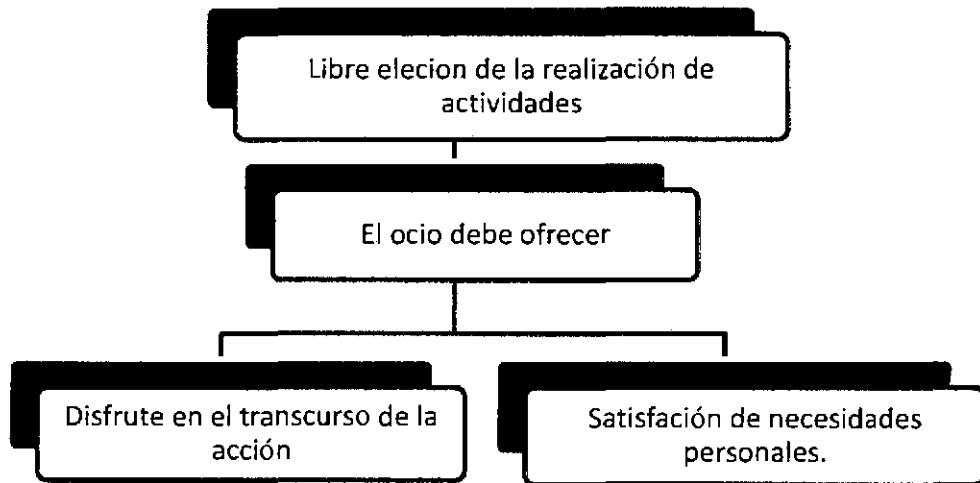 Libre elecion de la realización de
actividades
El ocio debe ofrecer
Disfrute en el transcurso de la
acción
Satisfación de necesidades
personales.